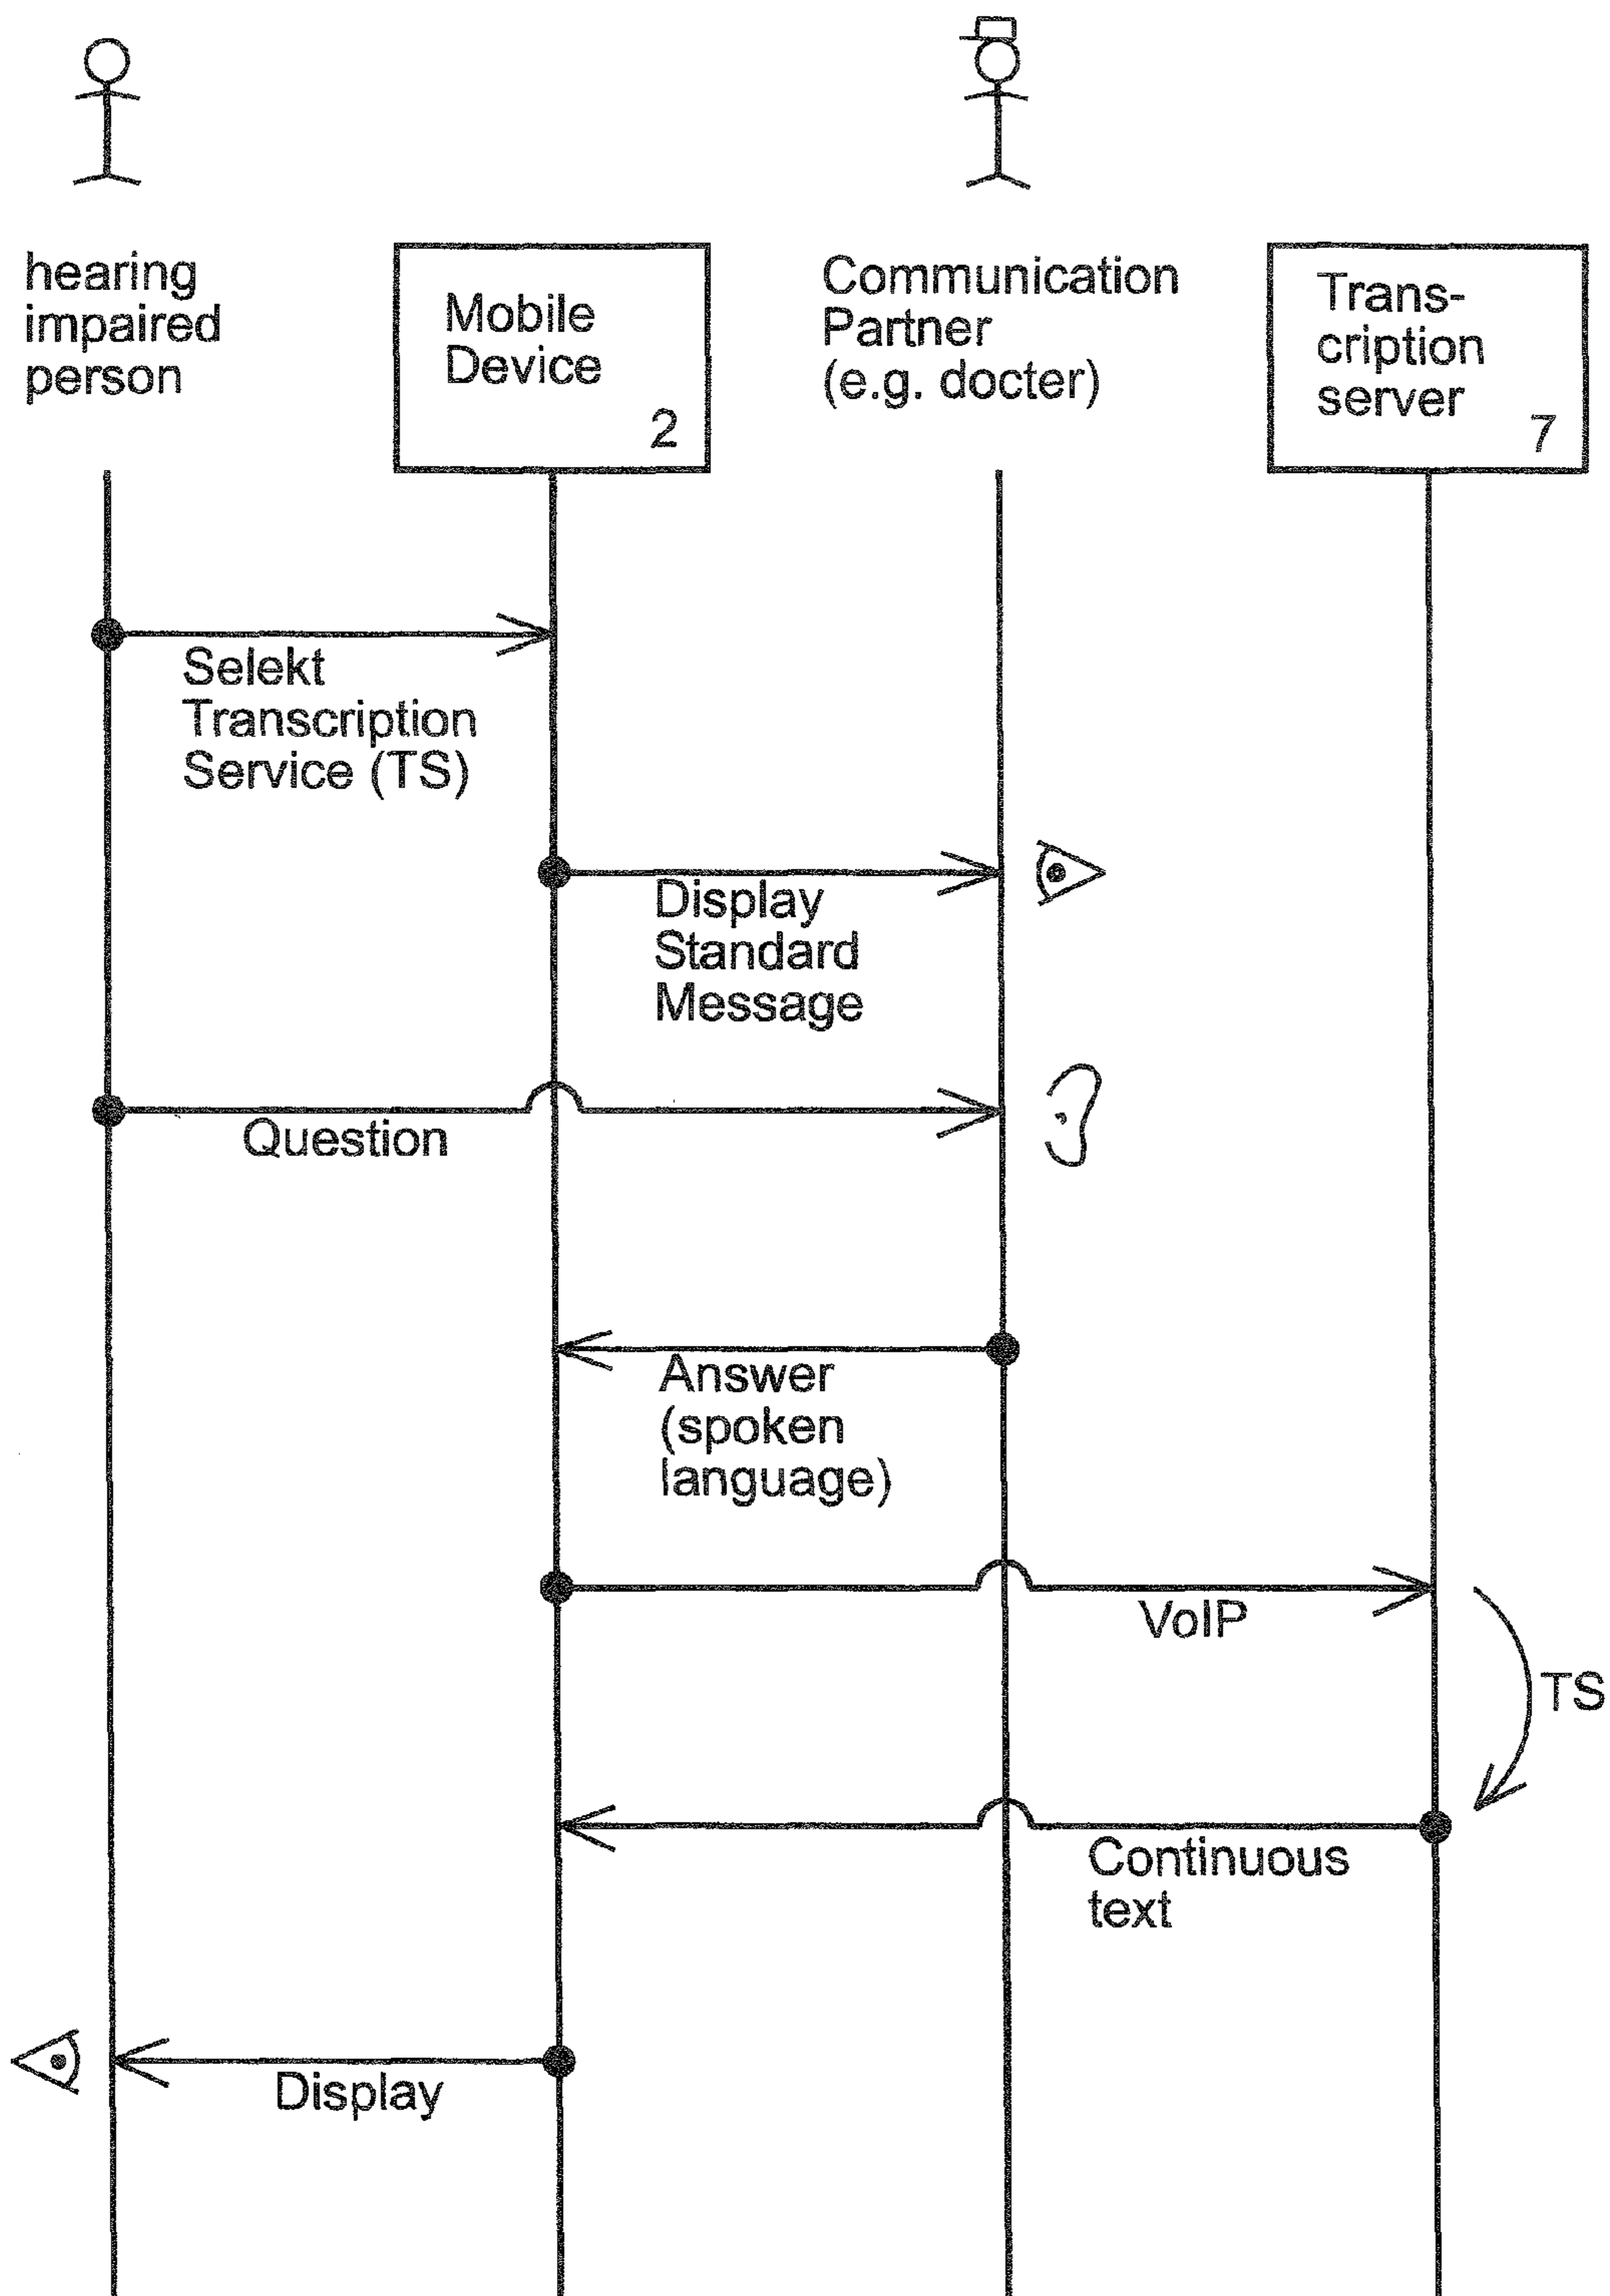 hearing
impaired
person
Mobile
Device
2
Communication
Partner
(e.g. docter)
Trans-
cription
server
7
Selekt
Transcription
Service (TS)
Display
Standard
Message
Question
Answer
(spoken
language)
VoIP
TS
Continuous
text
Display